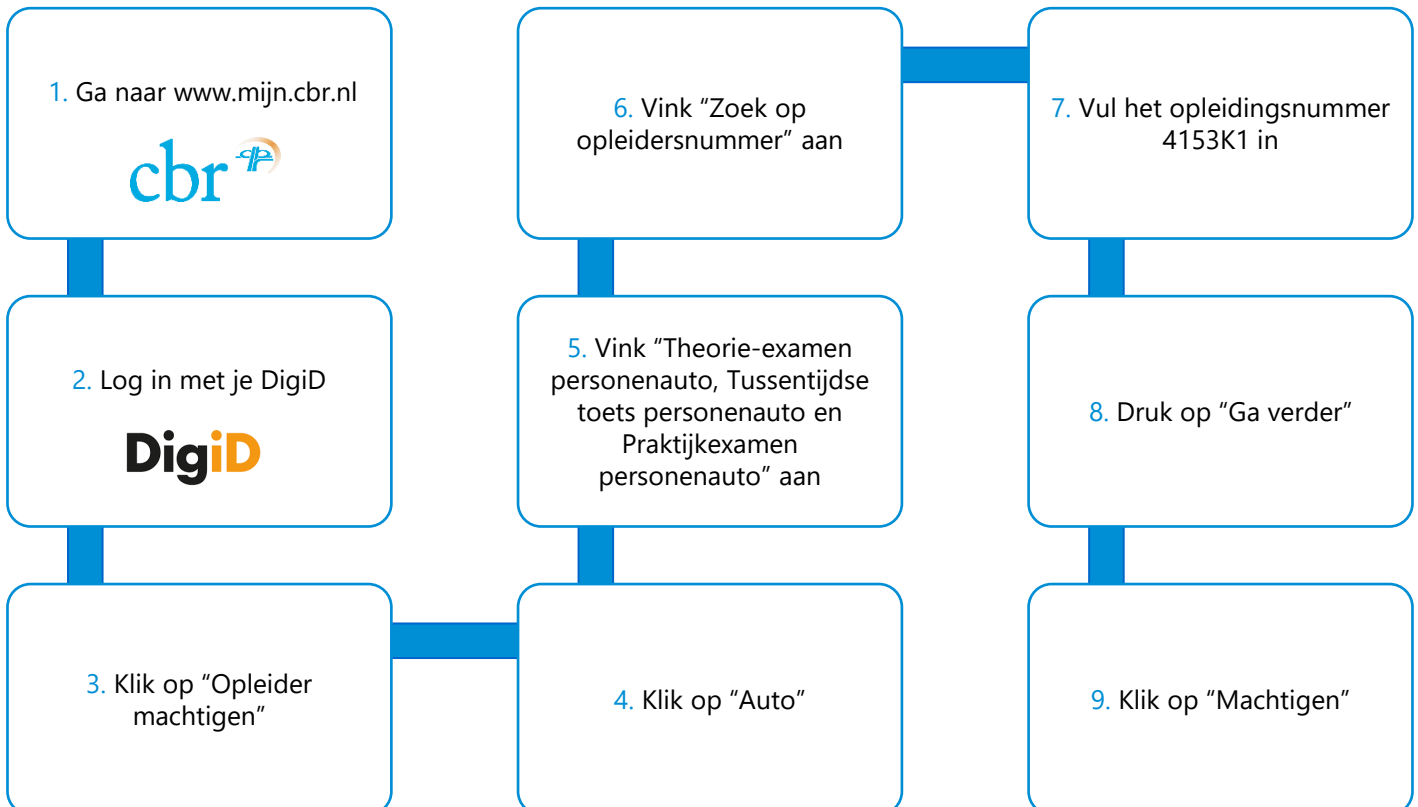 1. Ga naar www.mijn.cbr.nl
cbr
2. Log in met je DigiD
DigiD
3. Klik op “Opleider
machtigen”
4. Klik op “Auto”
5. Vink “Theorie-examen
personenauto, Tussentijdse
toets personenauto en
Praktijkexamen
personenauto” aan
6. Vink “Zoek op
opleidersnummer” aan
7. Vul het opleidingsnummer
4153K1 in
8. Druk op “Ga verder”
9. Klik op “Machtigen”